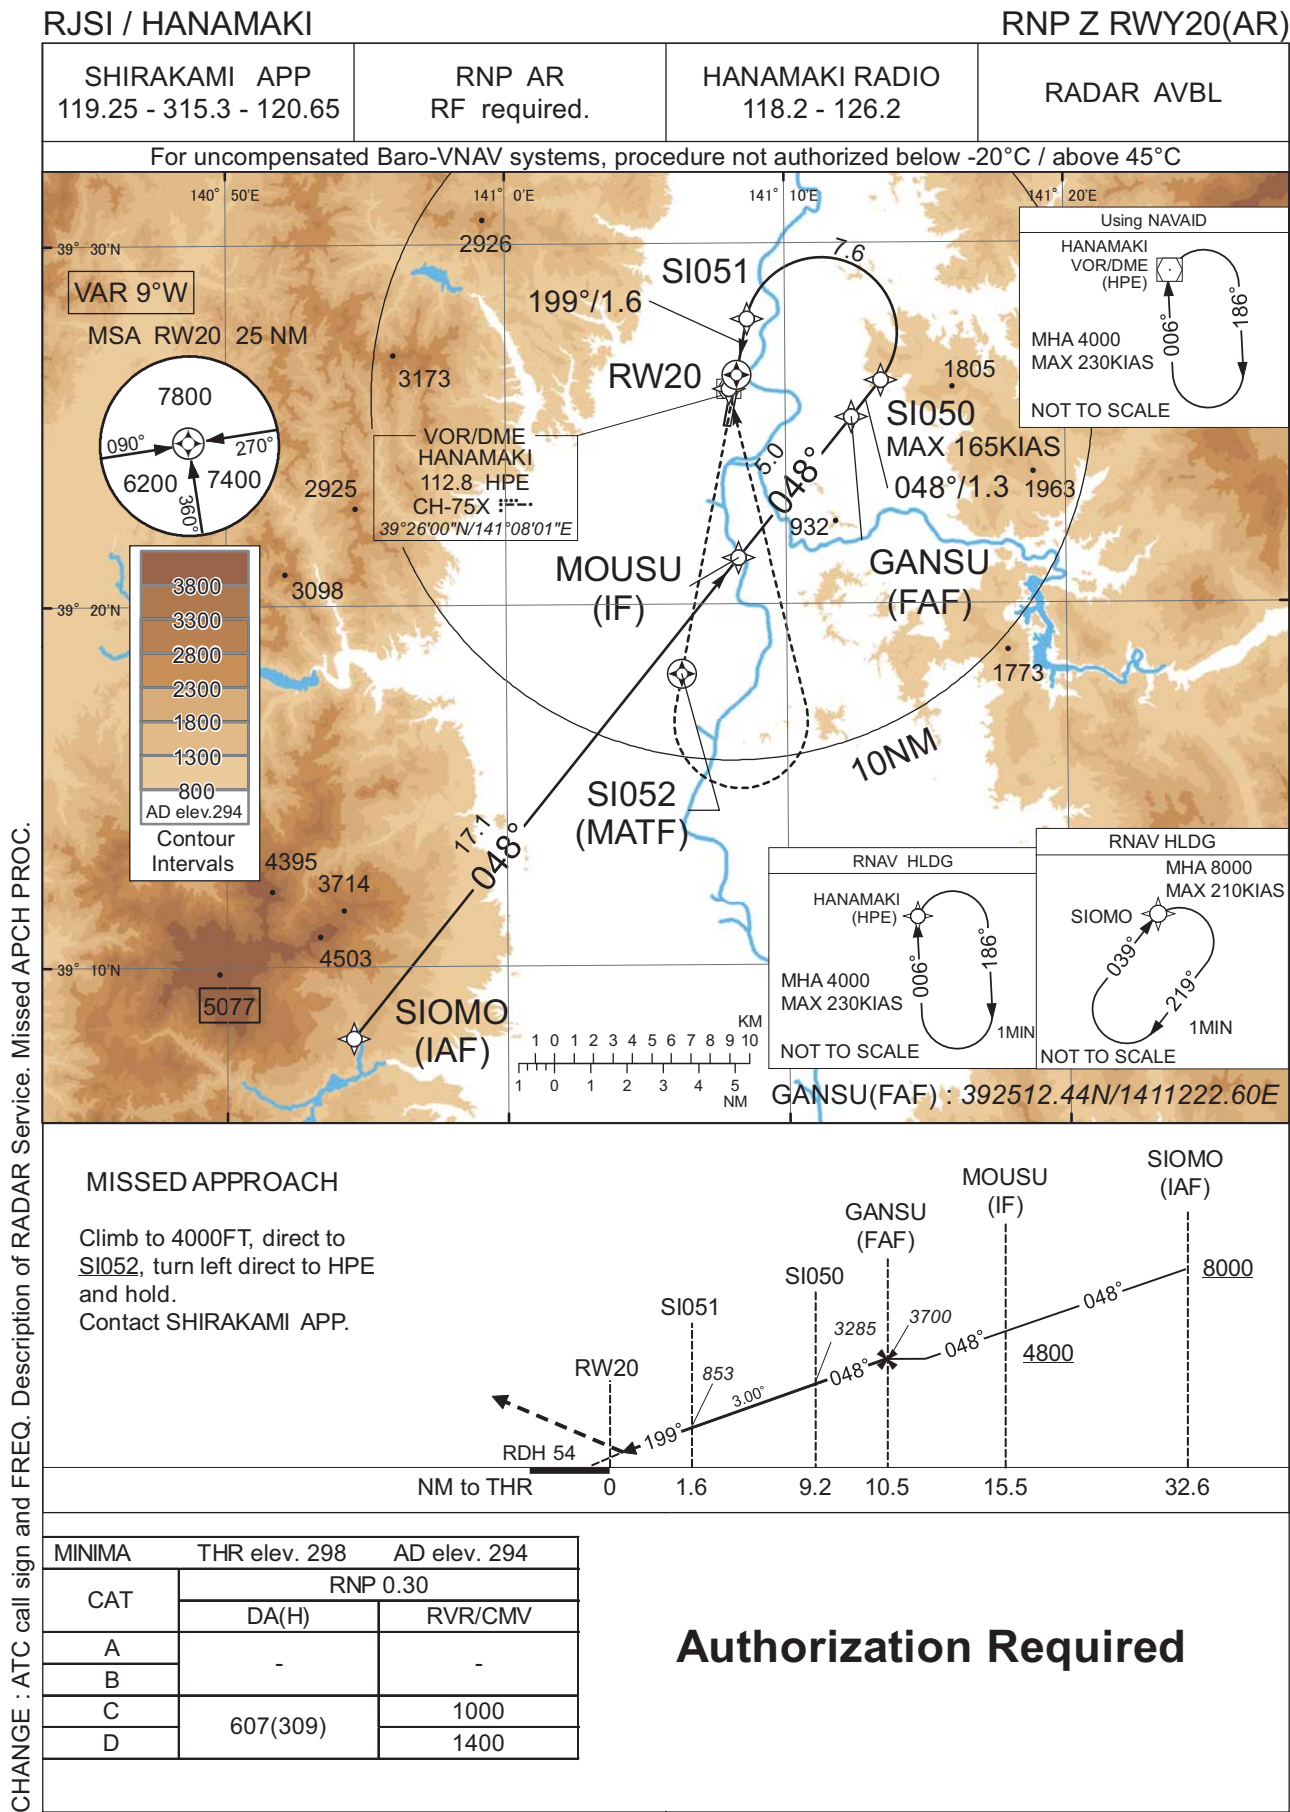 RJSI / HANAMAKI
RNP Z RWY20(AR)
SHIRAKAMI APP
119.25 - 315.3 - 120.65
RNP AR
RF required.
HANAMAKI RADIO
118.2 - 126.2
RADAR AVBL
For uncompensated Baro-VNAV systems, procedure not authorized below -20°C / above 45°C
140° 50'E
141° 0'E
141° 10'E
141° 20'E
39° 30'N
39° 20'N
39° 10'N
VAR 9°W
MSA RW20 25 NM
7800
090°
270°
6200
7400
360°
3800
3300
2800
2300
1800
1300
800
AD elev.294
Contour
Intervals
2926
3173
2925
3098
4395
3714
4503
5077
1805
1963
932
1773
SI051
199°/1.6
7.6
RW20
VOR/DME
HANAMAKI
112.8 HPE
CH-75X
39°26'00"N/141°08'01"E
SI050
MAX 165KIAS
048°/1.3
5.0
048°
MOUSU
(IF)
GANSU
(FAF)
SI052
(MATF)
10NM
17.1
048°
SIOMO
(IAF)
Using NAVAID
HANAMAKI
VOR/DME
(HPE)
006°
186°
MHA 4000
MAX 230KIAS
NOT TO SCALE
RNAV HLDG
HANAMAKI
(HPE)
006°
186°
MHA 4000
MAX 230KIAS
1MIN
NOT TO SCALE
RNAV HLDG
MHA 8000
MAX 210KIAS
SIOMO
039°
219°
1MIN
NOT TO SCALE
KM
1 0 1 2 3 4 5 6 7 8 9 10
1 0 1 2 3 4 5
NM
GANSU(FAF) : 392512.44N/1411222.60E
MISSED APPROACH
Climb to 4000FT, direct to
SI052, turn left direct to HPE
and hold.
Contact SHIRAKAMI APP.
SIOMO
(IAF)
MOUSU
(IF)
GANSU
(FAF)
SI050
SI051
RW20
8000
048°
4800
048°
3700
3285
048°
853
3.00°
199°
RDH 54
NM to THR 0 1.6 9.2 10.5 15.5 32.6
MINIMA THR elev. 298 AD elev. 294
CAT
RNP 0.30
DA(H)
RVR/CMV
A
B
-
-
C
D
607(309)
1000
1400
Authorization Required
CHANGE : ATC call sign and FREQ. Description of RADAR Service. Missed APCH PROC.